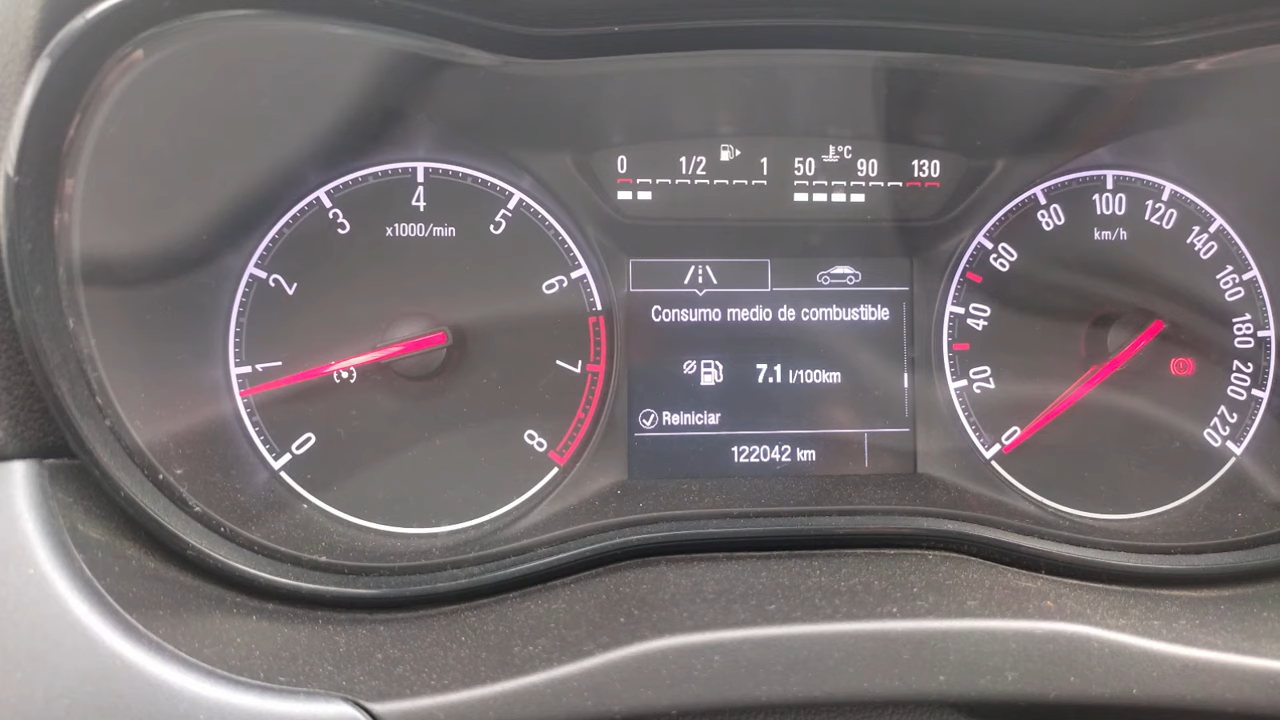 0 1/2 1
50 °C 90 130
0
1
2
3
4
5
6
7
8
x1000/min
Consumo medio de combustible
7.1 l/100km
Reiniciar
122042 km
0
20
40
60
80
100
120
140
160
180
200
220
km/h